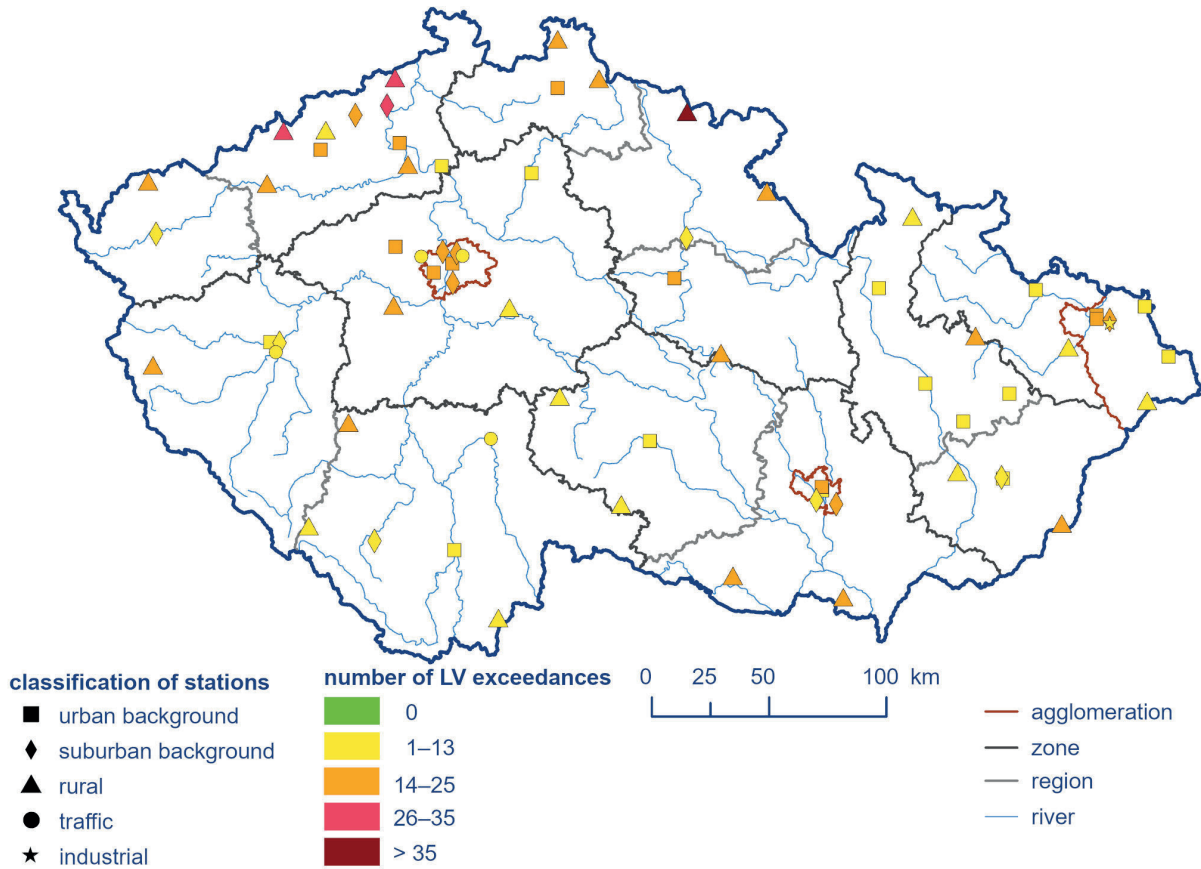 classification of stations
urban background
suburban background
rural
traffic
industrial
number of LV exceedances
0
1–13
14–25
26–35
> 35
0 25 50 100 km
agglomeration
zone
region
river